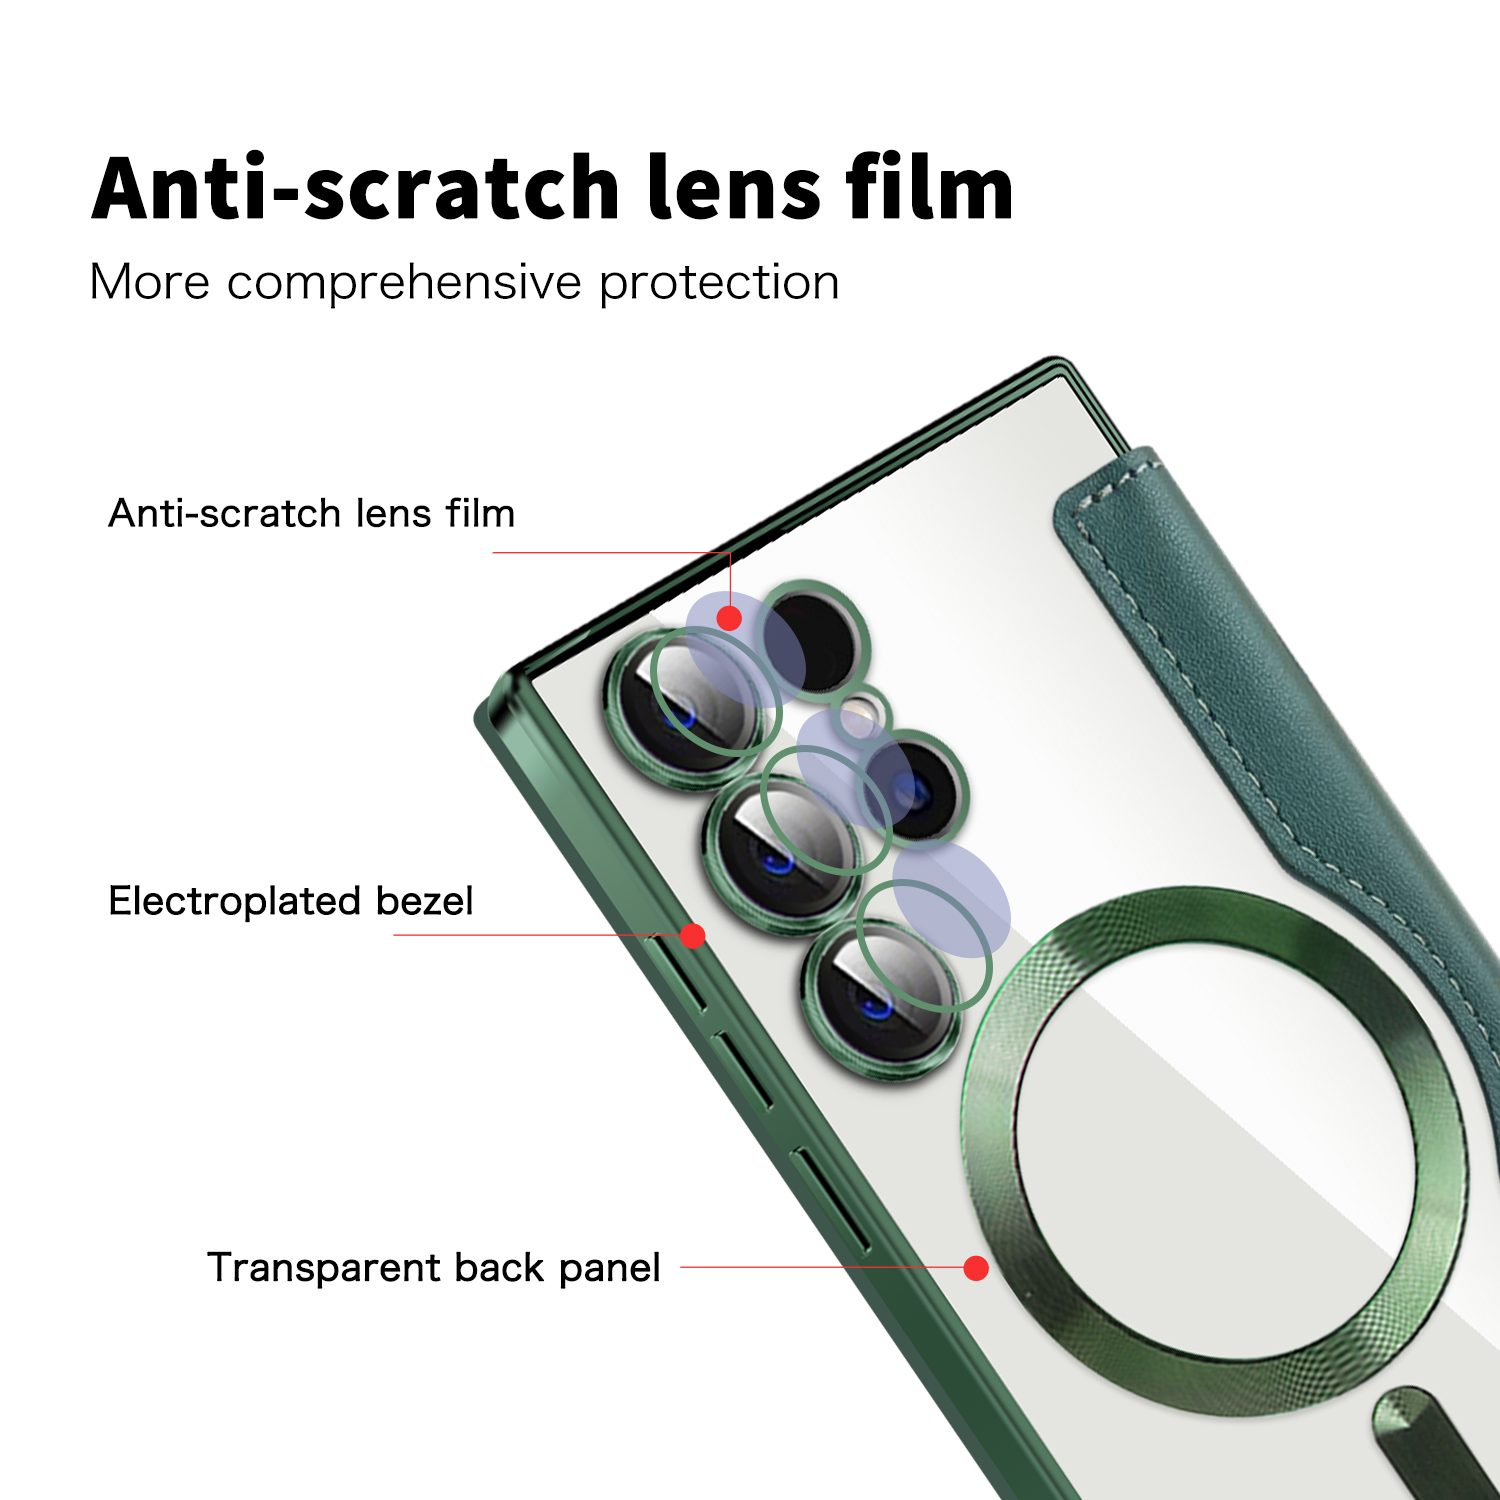 Anti-scratch lens film
More comprehensive protection
Anti-scratch lens film
Electroplated bezel
Transparent back panel